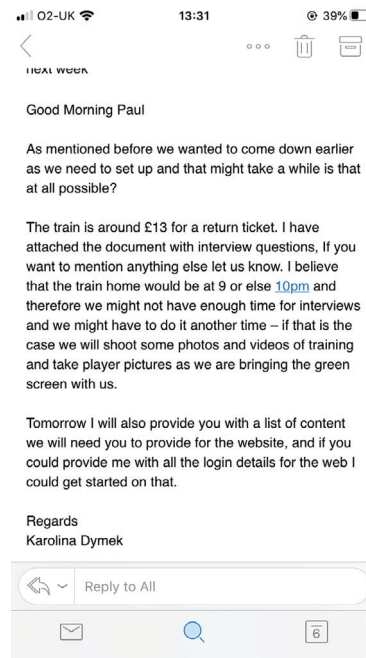 O2-UK 13:31 39%
next week
Good Morning Paul
As mentioned before we wanted to come down earlier
as we need to set up and that might take a while is that
at all possible?
The train is around £13 for a return ticket. I have
attached the document with interview questions, If you
want to mention anything else let us know. I believe
that the train home would be at 9 or else 10pm and
therefore we might not have enough time for interviews
and we might have to do it another time – if that is the
case we will shoot some photos and videos of training
and take player pictures as we are bringing the green
screen with us.
Tomorrow I will also provide you with a list of content
we will need you to provide for the website, and if you
could provide me with all the login details for the web I
could get started on that.
Regards
Karolina Dymek
Reply to All
6